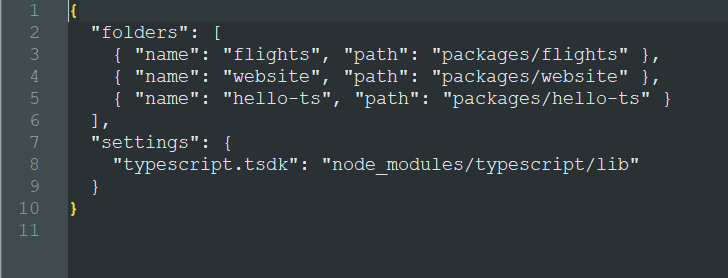 1 {
2   "folders": [
3     { "name": "flights", "path": "packages/flights" },
4     { "name": "website", "path": "packages/website" },
5     { "name": "hello-ts", "path": "packages/hello-ts" }
6   ],
7   "settings": {
8     "typescript.tsdk": "node_modules/typescript/lib"
9   }
10 }
11